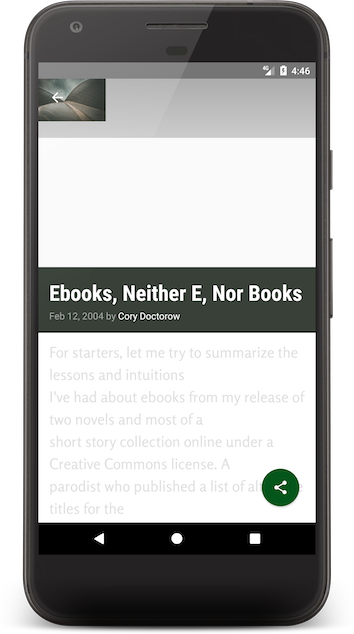 4G 4:46
Ebooks, Neither E, Nor Books
Feb 12, 2004 by Cory Doctorow
For starters, let me try to summarize the
lessons and intuitions
I've had about ebooks from my release of
two novels and most of a
short story collection online under a
Creative Commons license. A
parodist who published a list of
titles for the